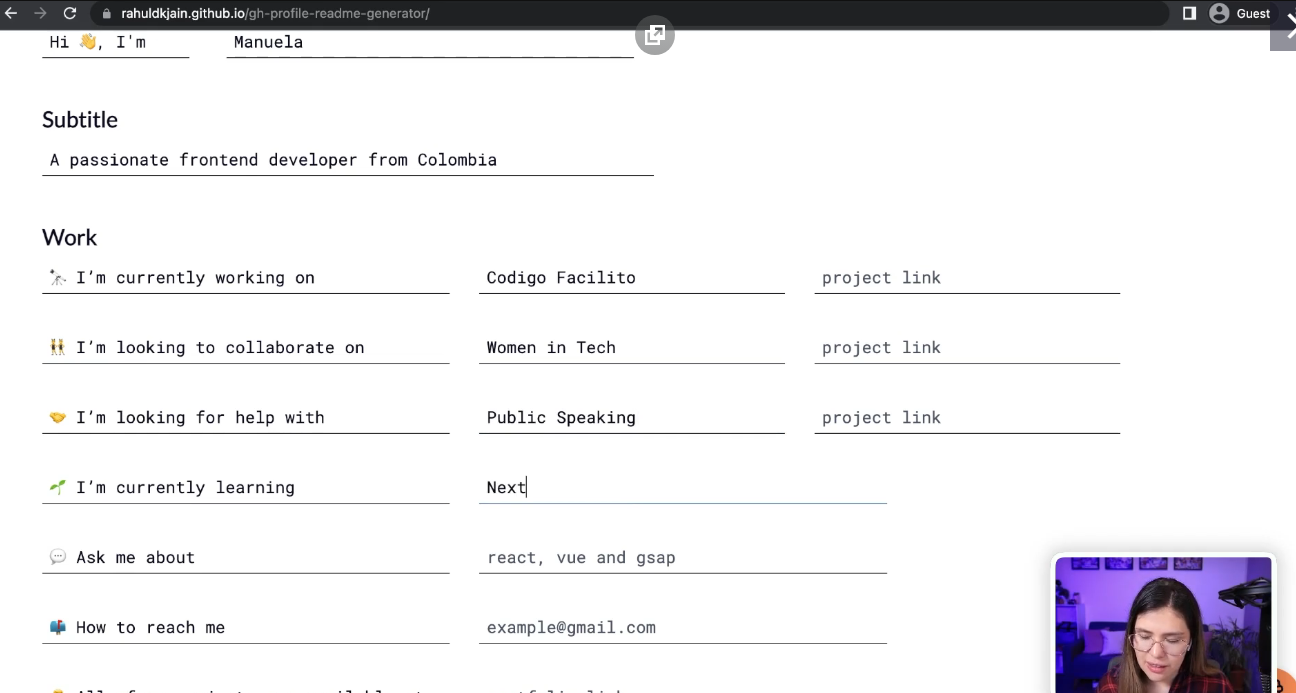 rahuldkjain.github.io/gh-profile-readme-generator/
Guest
Hi 👋, I'm Manuela
Subtitle
A passionate frontend developer from Colombia
Work
🔭 I’m currently working on Codigo Facilito project link
👯 I’m looking to collaborate on Women in Tech project link
🤝 I’m looking for help with Public Speaking project link
🌱 I’m currently learning Next
💬 Ask me about react, vue and gsap
📫 How to reach me example@gmail.com